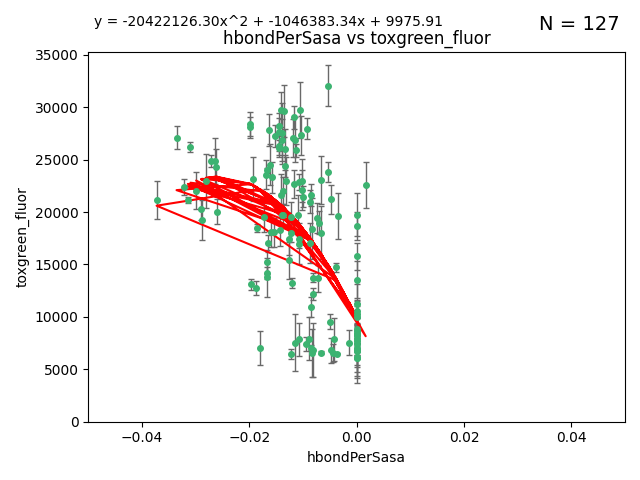 y = -20422126.30x^2 + -1046383.34x + 9975.91
N = 127
hbondPerSasa vs toxgreen_fluor
toxgreen_fluor
35000
30000
25000
20000
15000
10000
5000
0
-0.04
-0.02
0.00
0.02
0.04
hbondPerSasa